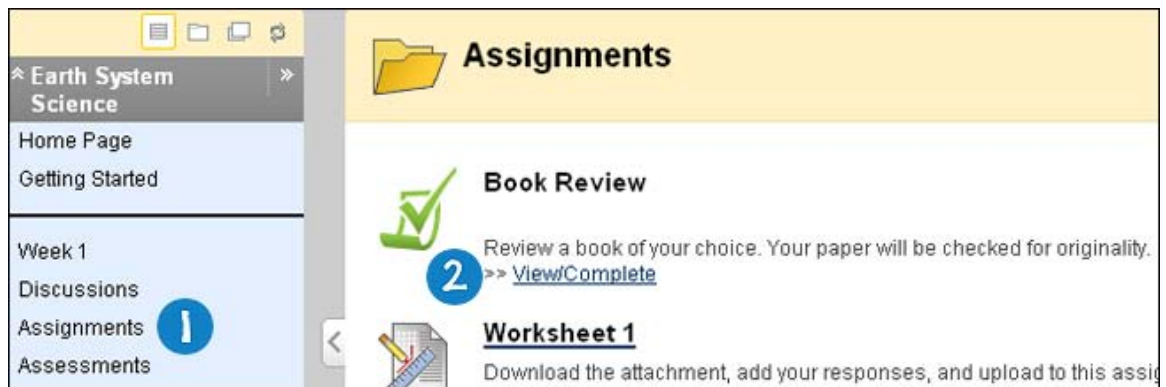 Earth System
Science
Home Page
Getting Started
Week 1
Discussions
Assignments
1
Assessments
Assignments
Book Review
Review a book of your choice. Your paper will be checked for originality.
2
>> View/Complete
Worksheet 1
Download the attachment, add your responses, and upload to this